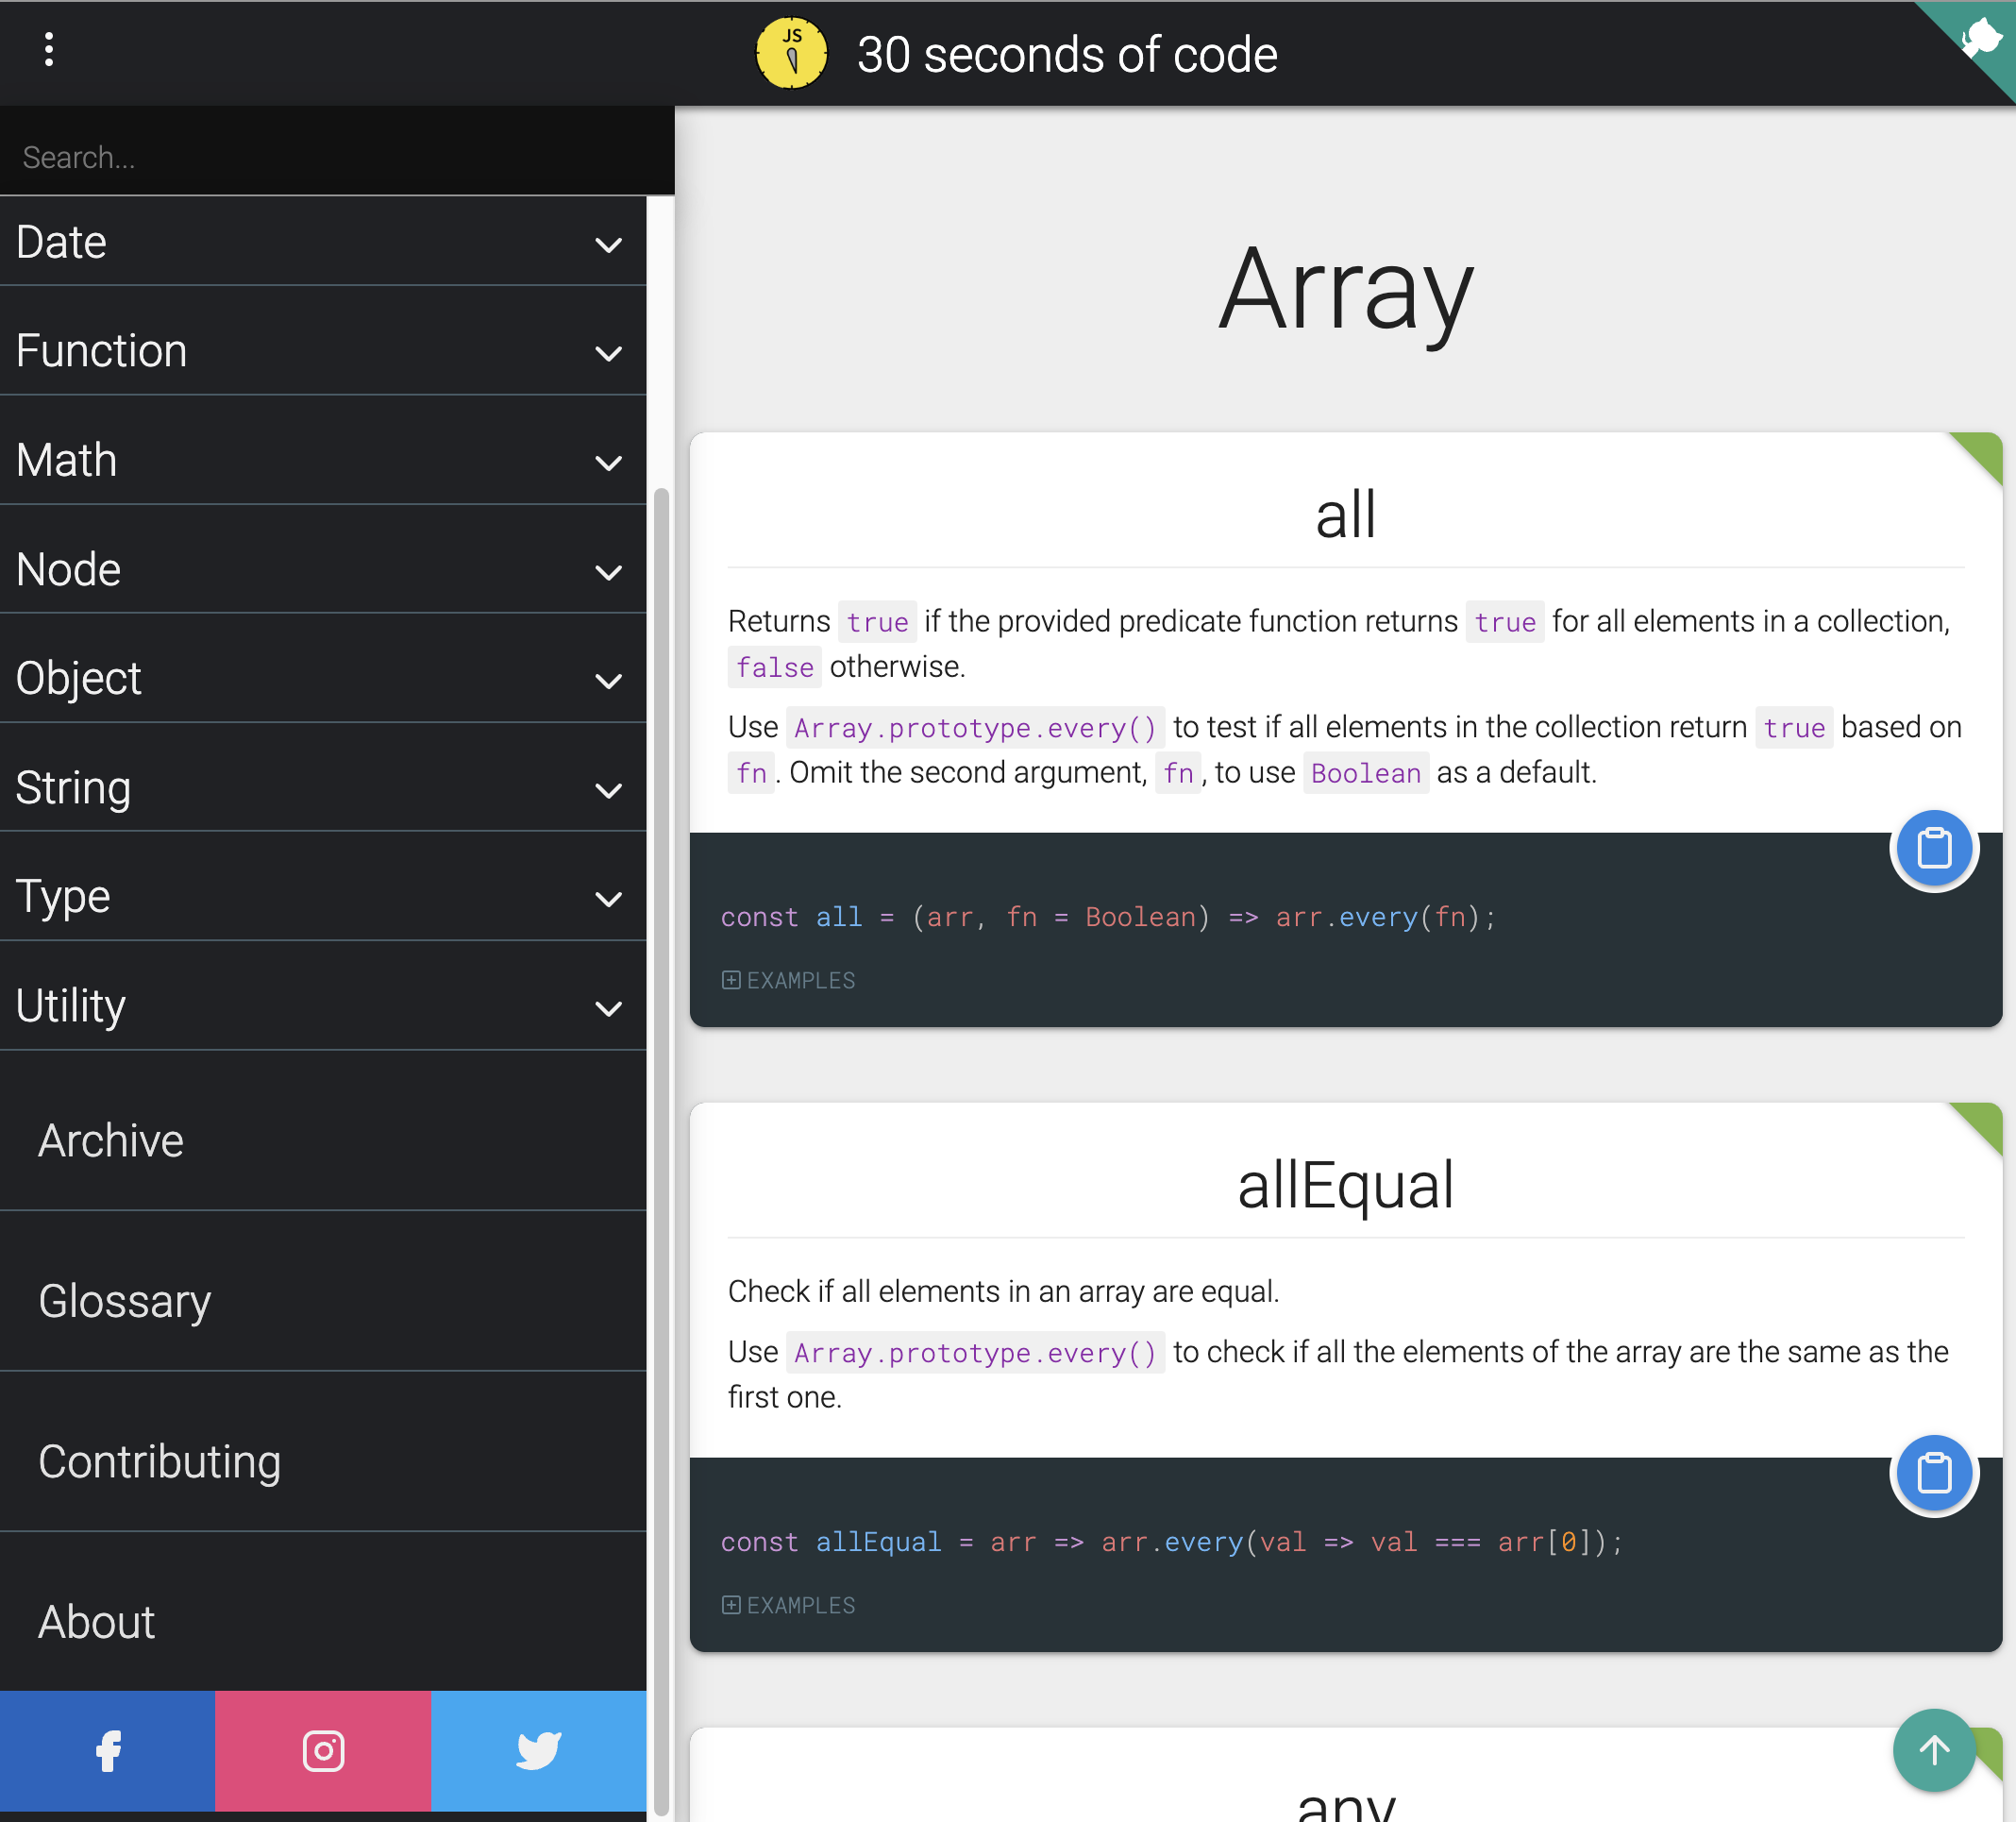 JS
30 seconds of code
Search...
Date
Function
Math
Node
Object
String
Type
Utility
Archive
Glossary
Contributing
About
Array
all
Returns true if the provided predicate function returns true for all elements in a collection,
false otherwise.
Use Array.prototype.every() to test if all elements in the collection return true based on
fn. Omit the second argument, fn, to use Boolean as a default.
const all = (arr, fn = Boolean) => arr.every(fn);
EXAMPLES
allEqual
Check if all elements in an array are equal.
Use Array.prototype.every() to check if all the elements of the array are the same as the
first one.
const allEqual = arr => arr.every(val => val === arr[0]);
EXAMPLES
any